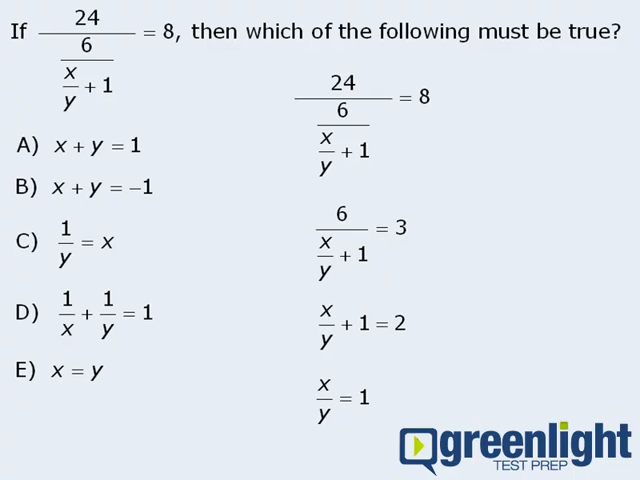 If 24/(6/(x/y + 1)) = 8, then which of the following must be true?
A) x + y = 1
B) x + y = −1
C) 1/y = x
D) 1/x + 1/y = 1
E) x = y
24/(6/(x/y + 1)) = 8
6/(x/y + 1) = 3
x/y + 1 = 2
x/y = 1
greenlight
TEST PREP